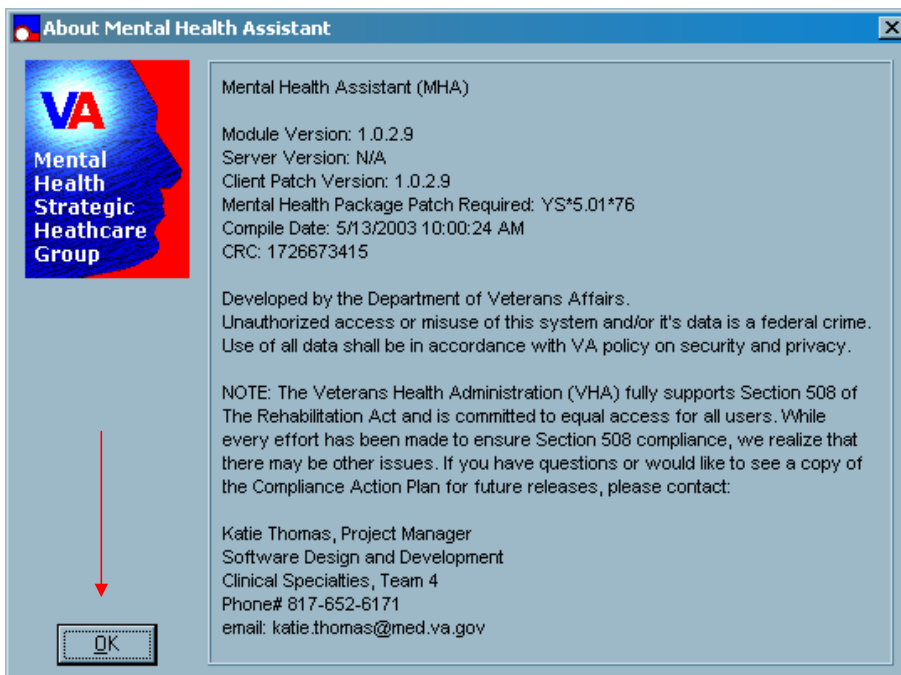 About Mental Health Assistant
VA
Mental
Health
Strategic
Heathcare
Group
Mental Health Assistant (MHA)
Module Version: 1.0.2.9
Server Version: N/A
Client Patch Version: 1.0.2.9
Mental Health Package Patch Required: YS*5.01*76
Compile Date: 5/13/2003 10:00:24 AM
CRC: 1726673415
Developed by the Department of Veterans Affairs.
Unauthorized access or misuse of this system and/or it's data is a federal crime.
Use of all data shall be in accordance with VA policy on security and privacy.
NOTE: The Veterans Health Administration (VHA) fully supports Section 508 of
The Rehabilitation Act and is committed to equal access for all users. While
every effort has been made to ensure Section 508 compliance, we realize that
there may be other issues. If you have questions or would like to see a copy of
the Compliance Action Plan for future releases, please contact:
Katie Thomas, Project Manager
Software Design and Development
Clinical Specialties, Team 4
Phone# 817-652-6171
email: katie.thomas@med.va.gov
OK